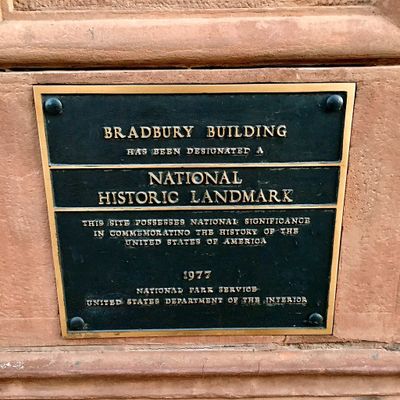 BRADBURY BUILDING
HAS BEEN DESIGNATED A
NATIONAL
HISTORIC LANDMARK
THIS SITE POSSESSES NATIONAL SIGNIFICANCE
IN COMMEMORATING THE HISTORY OF THE
UNITED STATES OF AMERICA
1977
NATIONAL PARK SERVICE
UNITED STATES DEPARTMENT OF THE INTERIOR